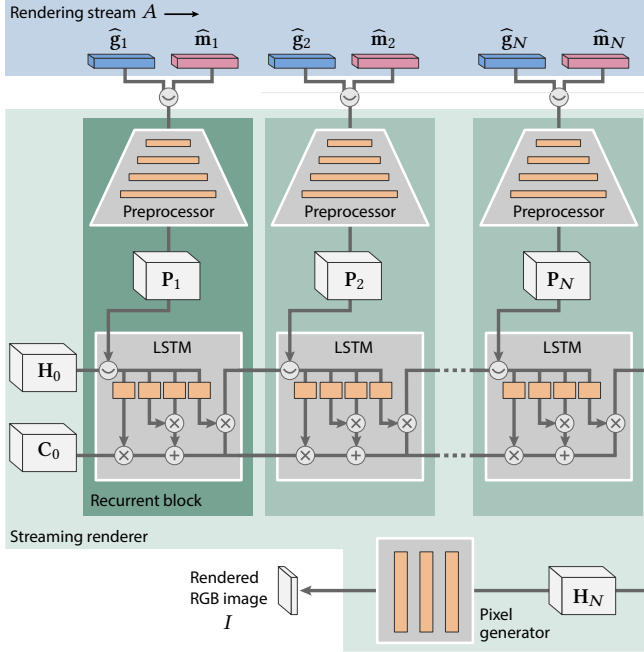 Rendering stream A
ĝ₁ m̂₁ ĝ₂ m̂₂ ĝN m̂N
Preprocessor Preprocessor Preprocessor
P₁ P₂ PN
LSTM LSTM LSTM
H₀
C₀
× × × × × × × × ×
× + × + × +
Recurrent block
Streaming renderer
Rendered
RGB image
I
Pixel
generator
HN